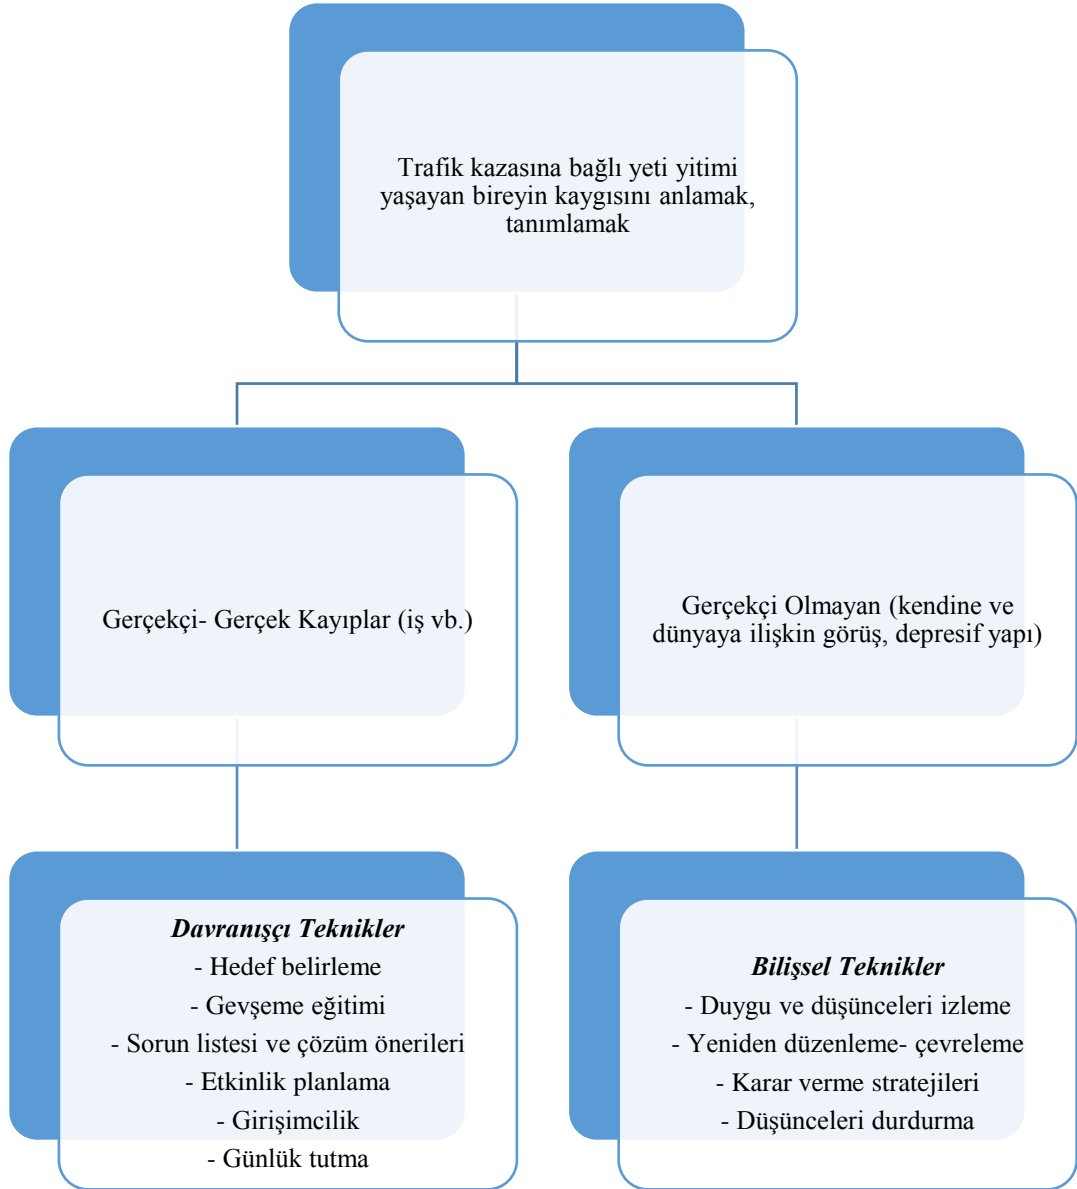 Trafik kazasına bağlı yeti yitimi
yaşayan bireyin kaygısını anlamak,
tanımlamak
Gerçekçi- Gerçek Kayıplar (iş vb.)
Gerçekçi Olmayan (kendine ve
dünyaya ilişkin görüş, depresif yapı)
Davranışçı Teknikler
- Hedef belirleme
- Gevşeme eğitimi
- Sorun listesi ve çözüm önerileri
- Etkinlik planlama
- Girişimcilik
- Günlük tutma
Bilişsel Teknikler
- Duygu ve düşünceleri izleme
- Yeniden düzenleme- çevreleme
- Karar verme stratejileri
- Düşünceleri durdurma